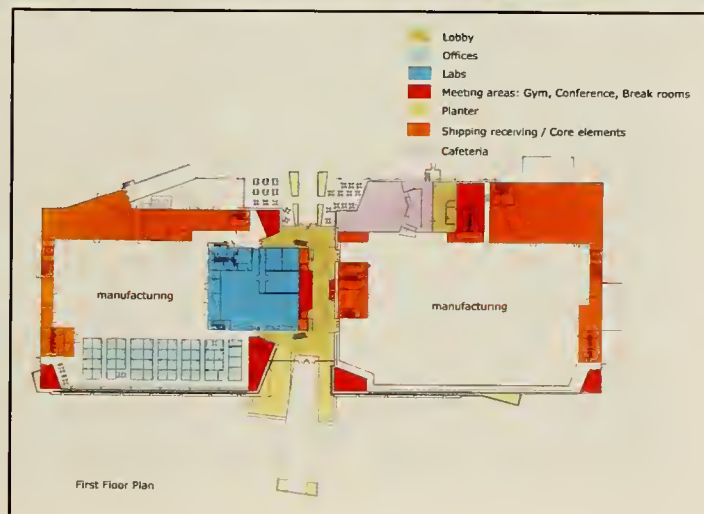 Lobby
Offices
Labs
Meeting areas: Gym, Conference, Break rooms
Planter
Shipping receiving / Core elements
Cafeteria
manufacturing
manufacturing
First Floor Plan